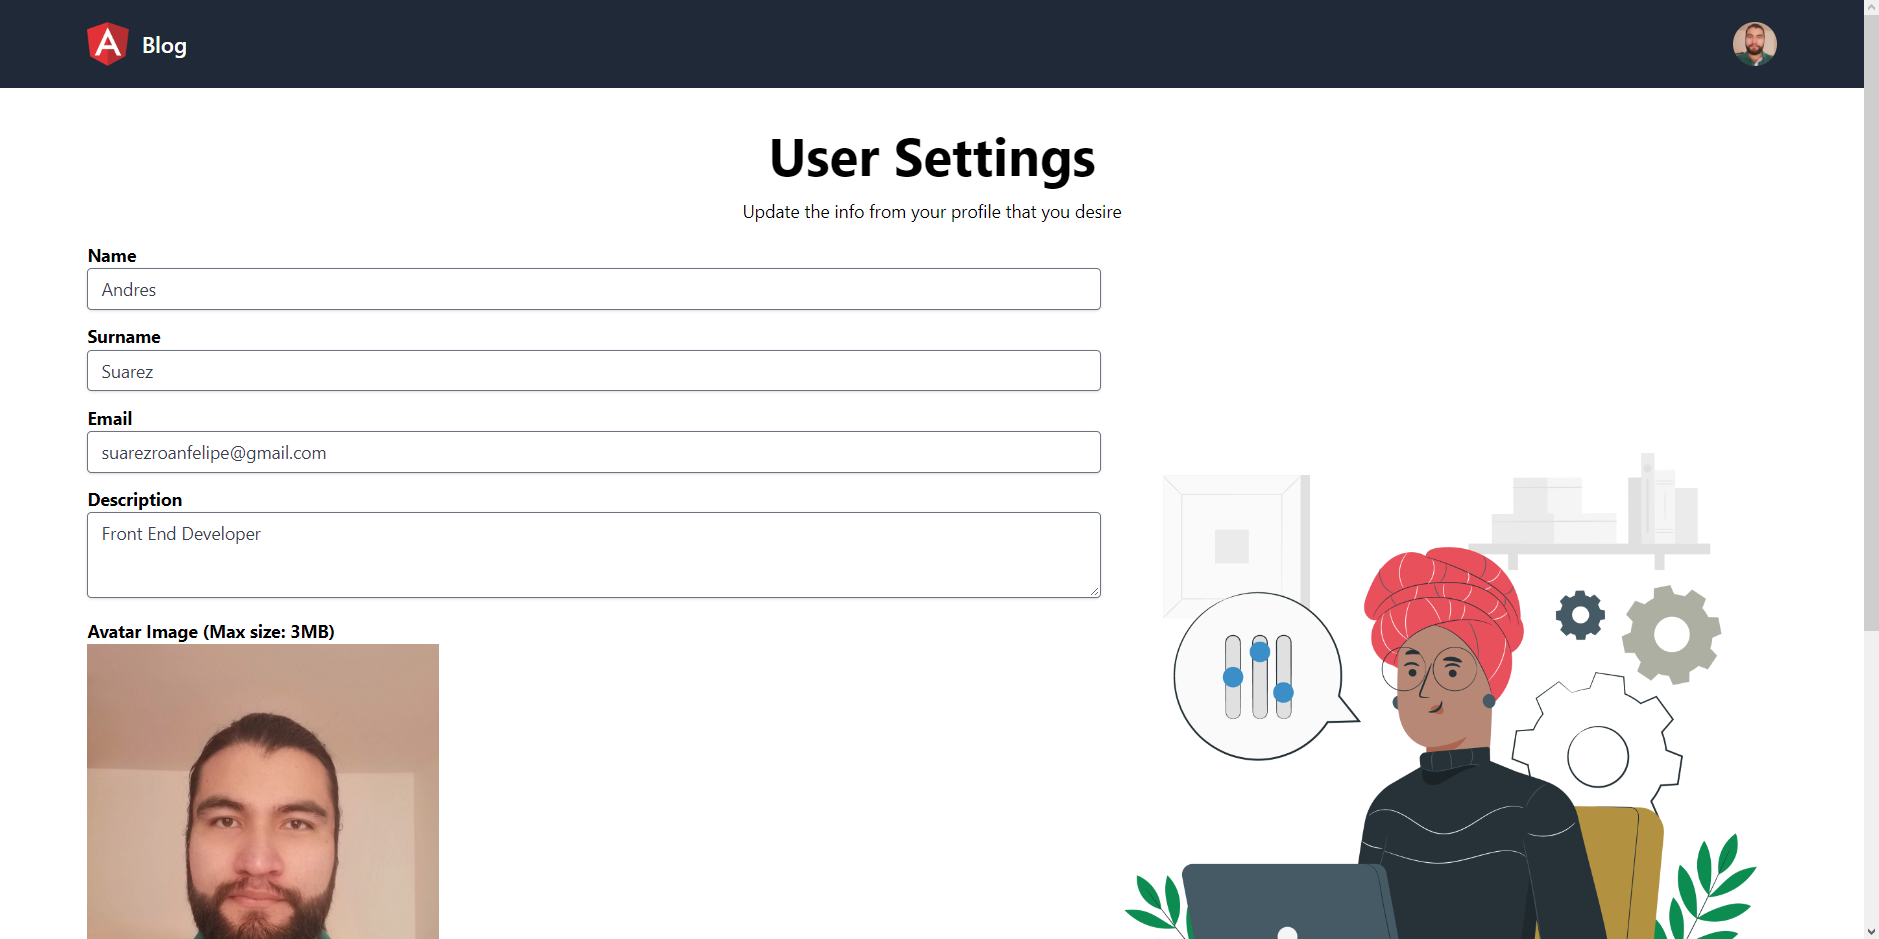 Blog
User Settings
Update the info from your profile that you desire
Name
Andres
Surname
Suarez
Email
suarezroanfelipe@gmail.com
Description
Front End Developer
Avatar Image (Max size: 3MB)